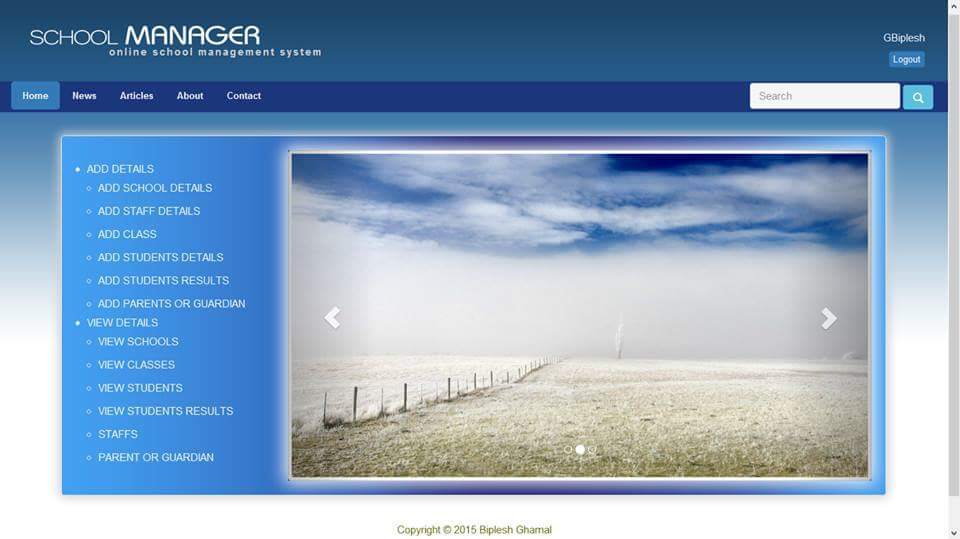 SCHOOL MANAGER
online school management system
GBiplesh
Logout
Home News Articles About Contact
Search
ADD DETAILS
ADD SCHOOL DETAILS
ADD STAFF DETAILS
ADD CLASS
ADD STUDENTS DETAILS
ADD STUDENTS RESULTS
ADD PARENTS OR GUARDIAN
VIEW DETAILS
VIEW SCHOOLS
VIEW CLASSES
VIEW STUDENTS
VIEW STUDENTS RESULTS
STAFFS
PARENT OR GUARDIAN
Copyright © 2015 Biplesh Gharnal